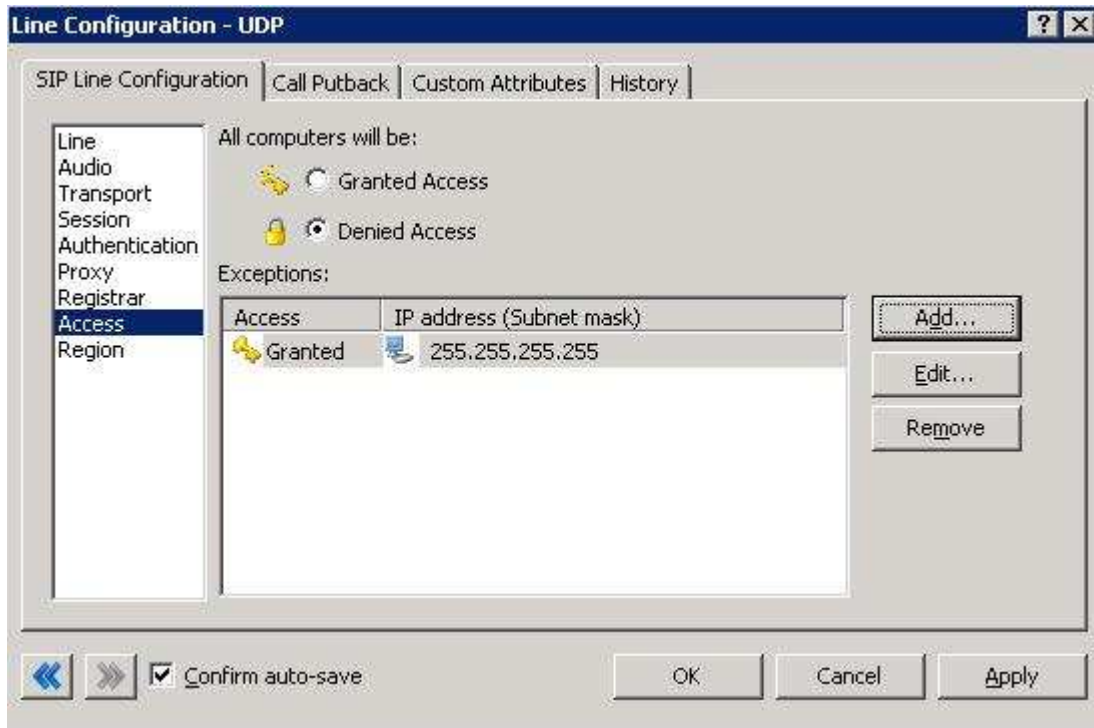 Line Configuration - UDP
SIP Line Configuration
Call Putback
Custom Attributes
History
Line
Audio
Transport
Session
Authentication
Proxy
Registrar
Access
Region
All computers will be:
Granted Access
Denied Access
Exceptions:
Access IP address (Subnet mask)
Granted 255.255.255.255
Add...
Edit...
Remove
Confirm auto-save
OK
Cancel
Apply